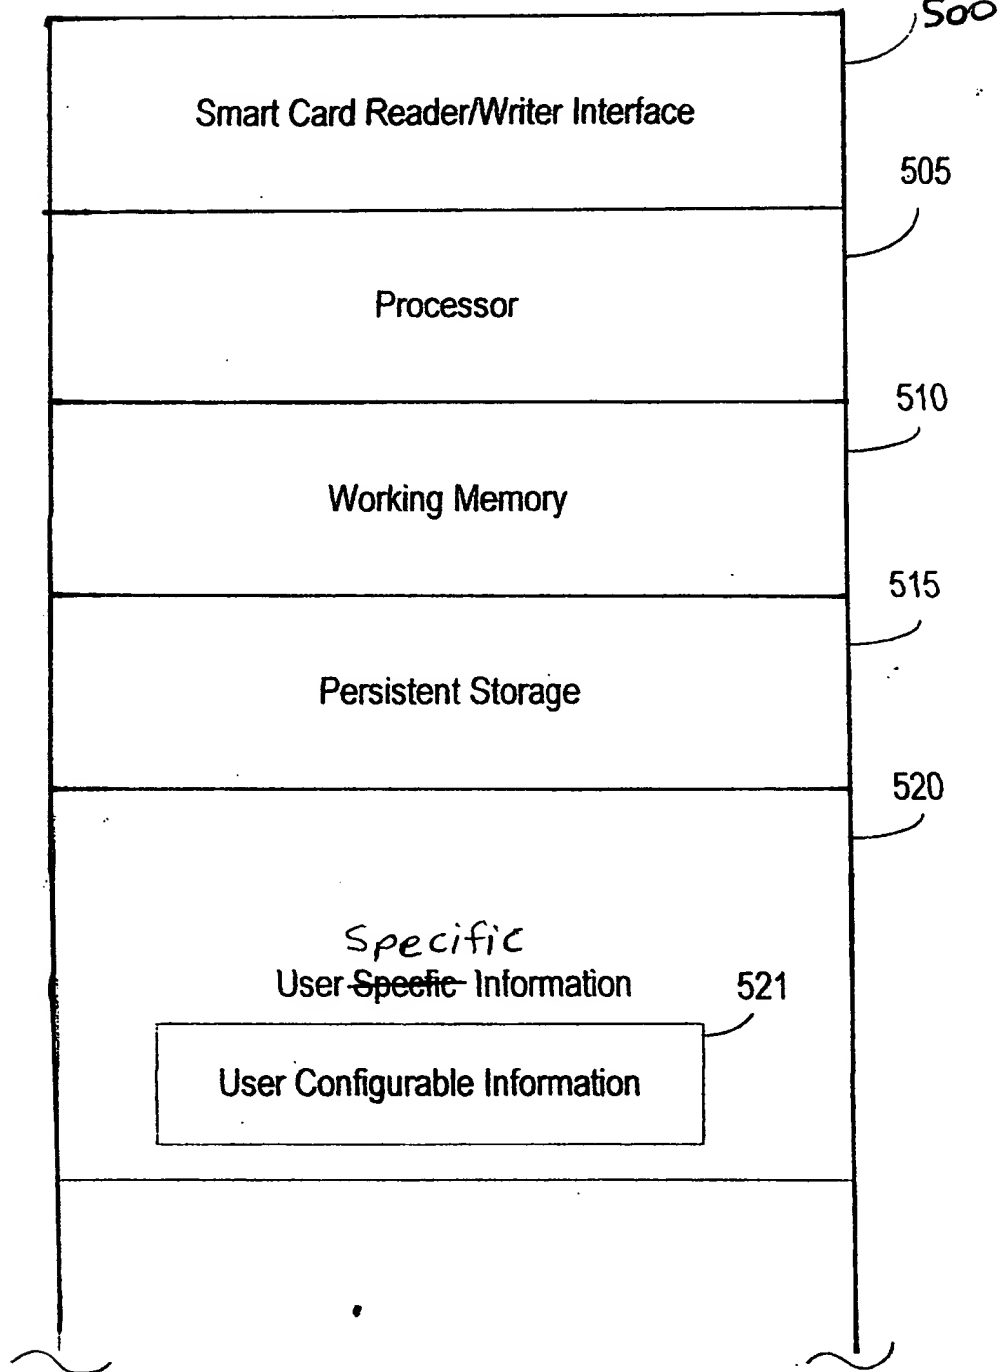 500
Smart Card Reader/Writer Interface
505
Processor
510
Working Memory
515
Persistent Storage
520
Specific
User Specfic Information
521
User Configurable Information